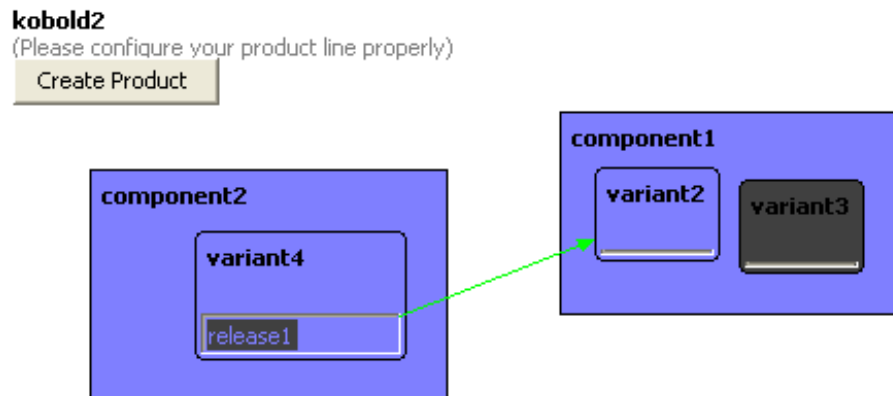 kobold2
(Please configure your product line properly)
Create Product
component1
variant2
variant3
component2
variant4
release1